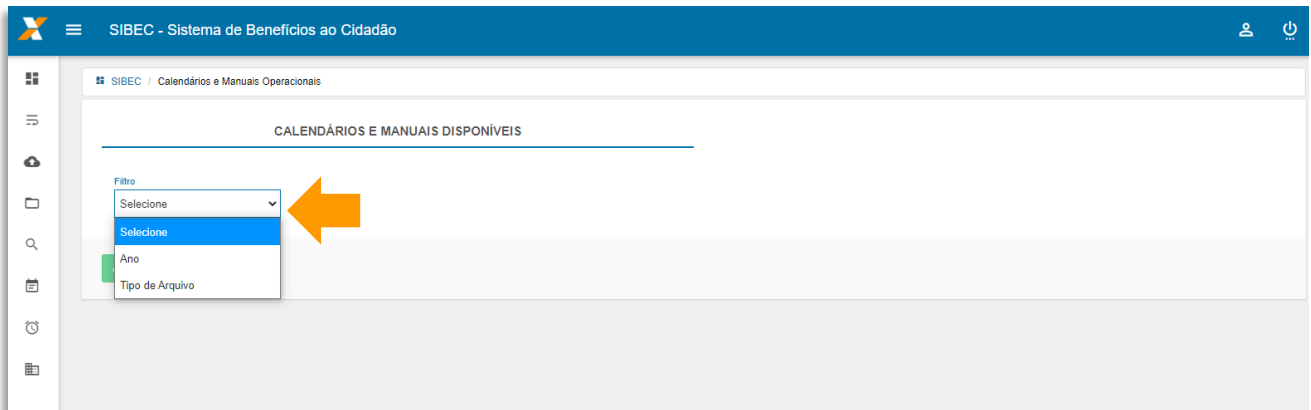 SIBEC - Sistema de Benefícios ao Cidadão
SIBEC / Calendários e Manuais Operacionais
CALENDÁRIOS E MANUAIS DISPONÍVEIS
Filtro
Selecione
Selecione
Ano
Tipo de Arquivo